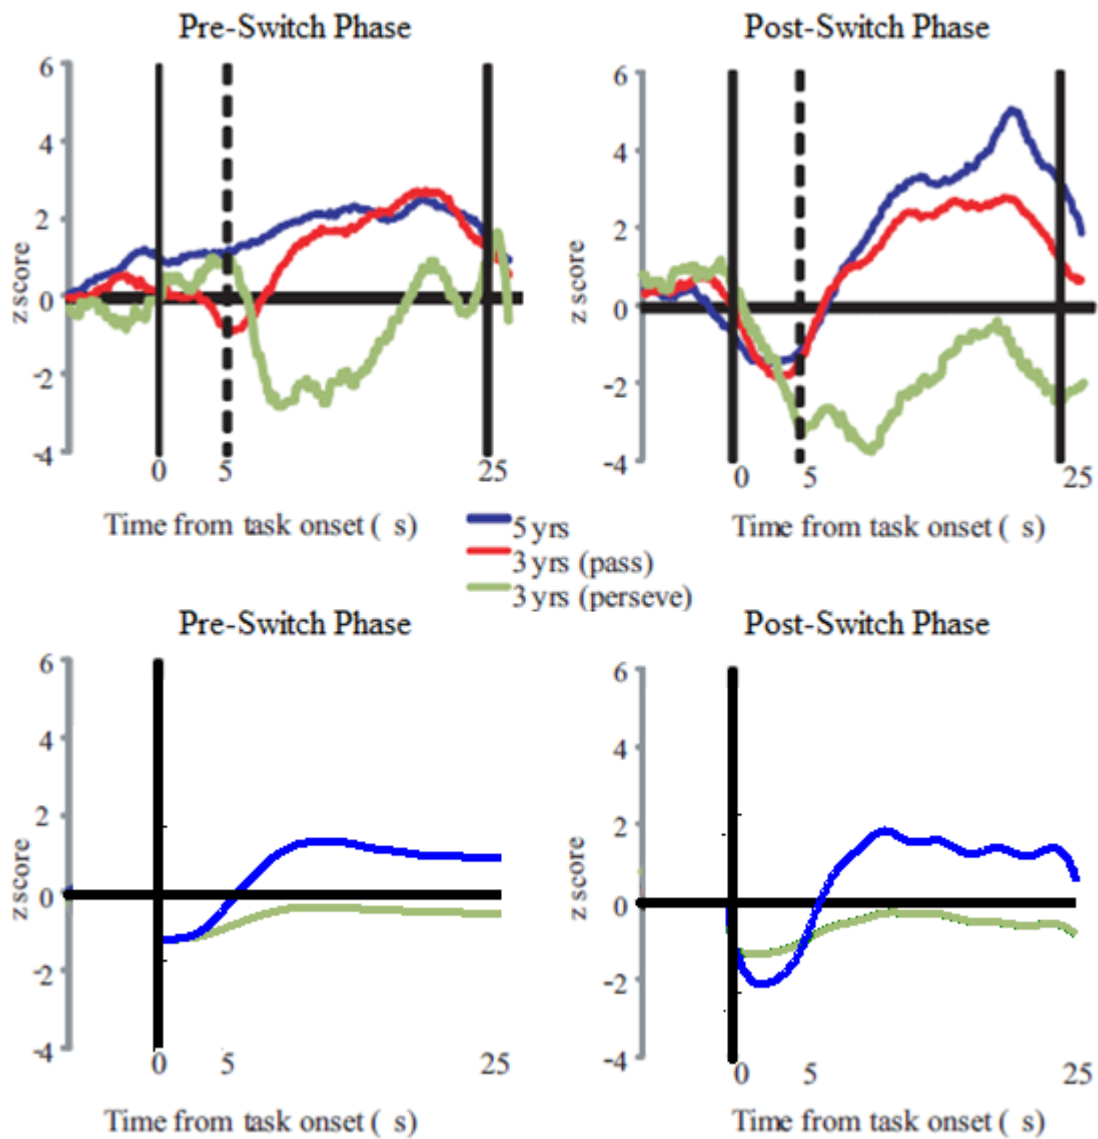 Pre-Switch Phase
Post-Switch Phase
6
4
2
0
-2
-4
z score
0
5
25
Time from task onset ( s)
6
4
2
0
-2
-4
z score
0
5
25
Time from task onset ( s)
5 yrs
3 yrs (pass)
3 yrs (perseve)
Pre-Switch Phase
Post-Switch Phase
6
4
2
0
-2
-4
z score
0
5
25
Time from task onset ( s)
6
4
2
0
-2
-4
z score
0
5
25
Time from task onset ( s)